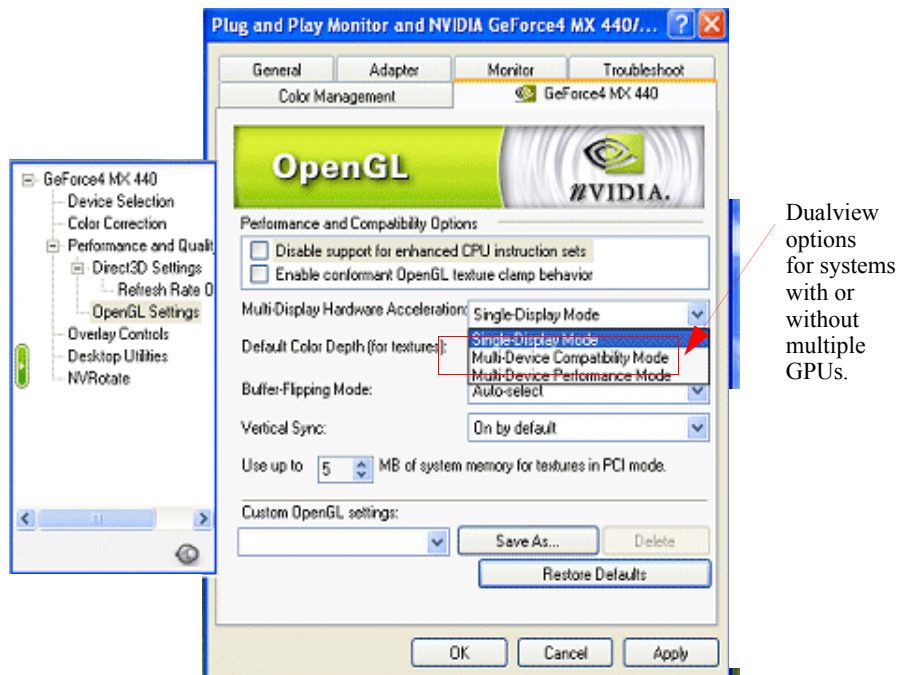 Plug and Play Monitor and NVIDIA GeForce4 MX 440/...
General Adapter Monitor Troubleshoot
Color Management GeForce4 MX 440
OpenGL
NVIDIA.
GeForce4 MX 440
Device Selection
Color Correction
Performance and Qualit
Direct3D Settings
Refresh Rate O
OpenGL Settings
Overlay Controls
Desktop Utilities
NVRotate
Performance and Compatibility Options
Disable support for enhanced CPU instruction sets
Enable conformant OpenGL texture clamp behavior
Multi-Display Hardware Acceleration:
Single-Display Mode
Single-Display Mode
Multi-Device Compatibility Mode
Multi-Device Performance Mode
Default Color Depth (for textures):
Buffer-Flipping Mode:
Auto-select
Vertical Sync:
On by default
Use up to 5 MB of system memory for textures in PCI mode.
Custom OpenGL settings:
Save As... Delete
Restore Defaults
OK Cancel Apply
Dualview
options
for systems
with or
without
multiple
GPUs.